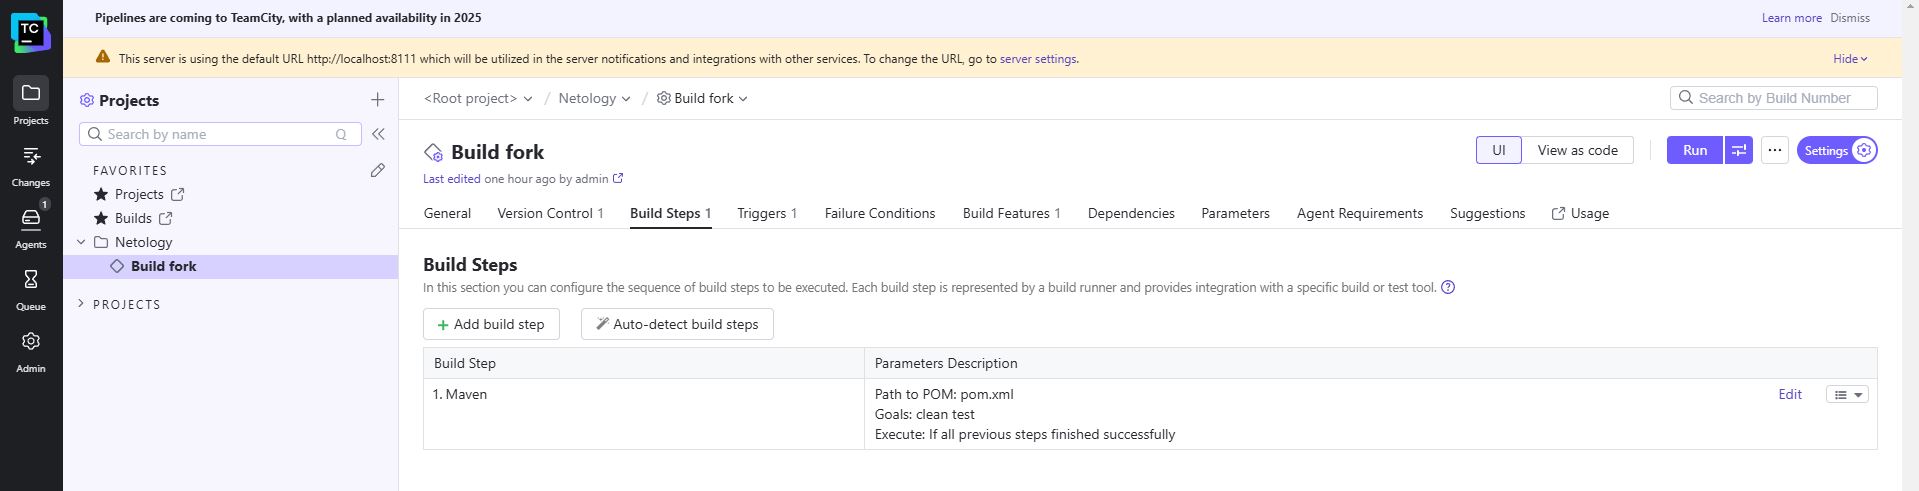 Pipelines are coming to TeamCity, with a planned availability in 2025
Learn more Dismiss
This server is using the default URL http://localhost:8111 which will be utilized in the server notifications and integrations with other services. To change the URL, go to server settings.
Hide
TC
Projects
Changes
1
Agents
Queue
Admin
Projects
Search by name Q
FAVORITES
Projects
Builds
Netology
Build fork
PROJECTS
<Root project> / Netology / Build fork
Search by Build Number
Build fork
UI View as code Run ... Settings
Last edited one hour ago by admin
General Version Control 1 Build Steps 1 Triggers 1 Failure Conditions Build Features 1 Dependencies Parameters Agent Requirements Suggestions Usage
Build Steps
In this section you can configure the sequence of build steps to be executed. Each build step is represented by a build runner and provides integration with a specific build or test tool. ?
+ Add build step Auto-detect build steps
Build Step Parameters Description
1. Maven Path to POM: pom.xml Edit
Goals: clean test
Execute: If all previous steps finished successfully